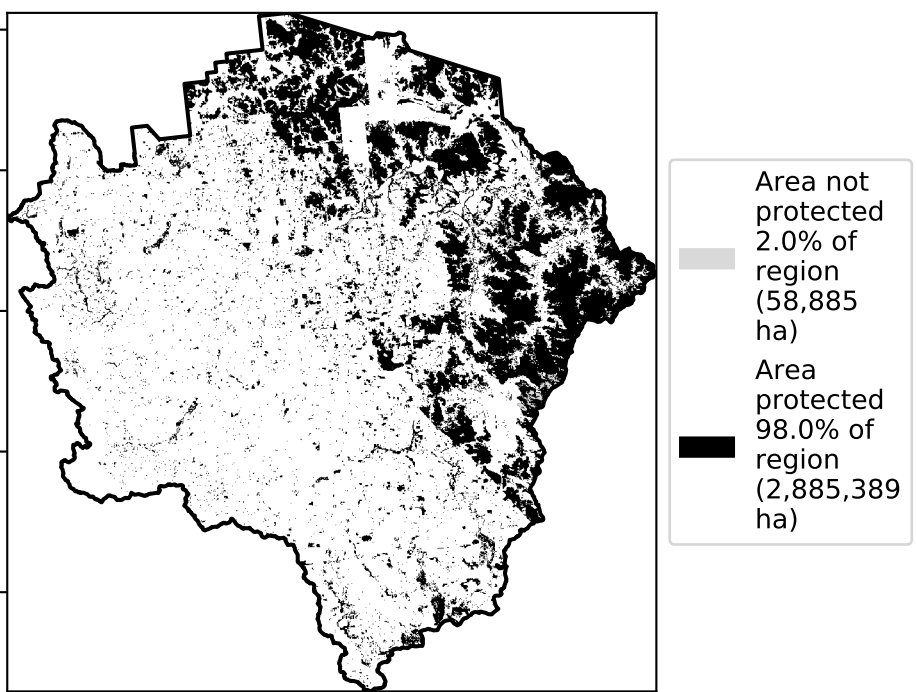 Area not
protected
2.0% of
region
(58,885
ha)
Area
protected
98.0% of
region
(2,885,389
ha)